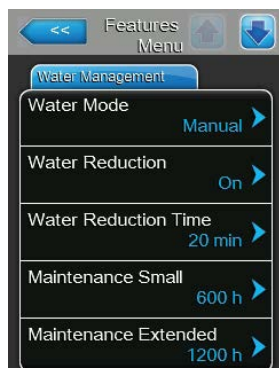 <<
Features
Menu
Water Management
Water Mode
Manual
Water Reduction
On
Water Reduction Time
20 min
Maintenance Small
600 h
Maintenance Extended
1200 h